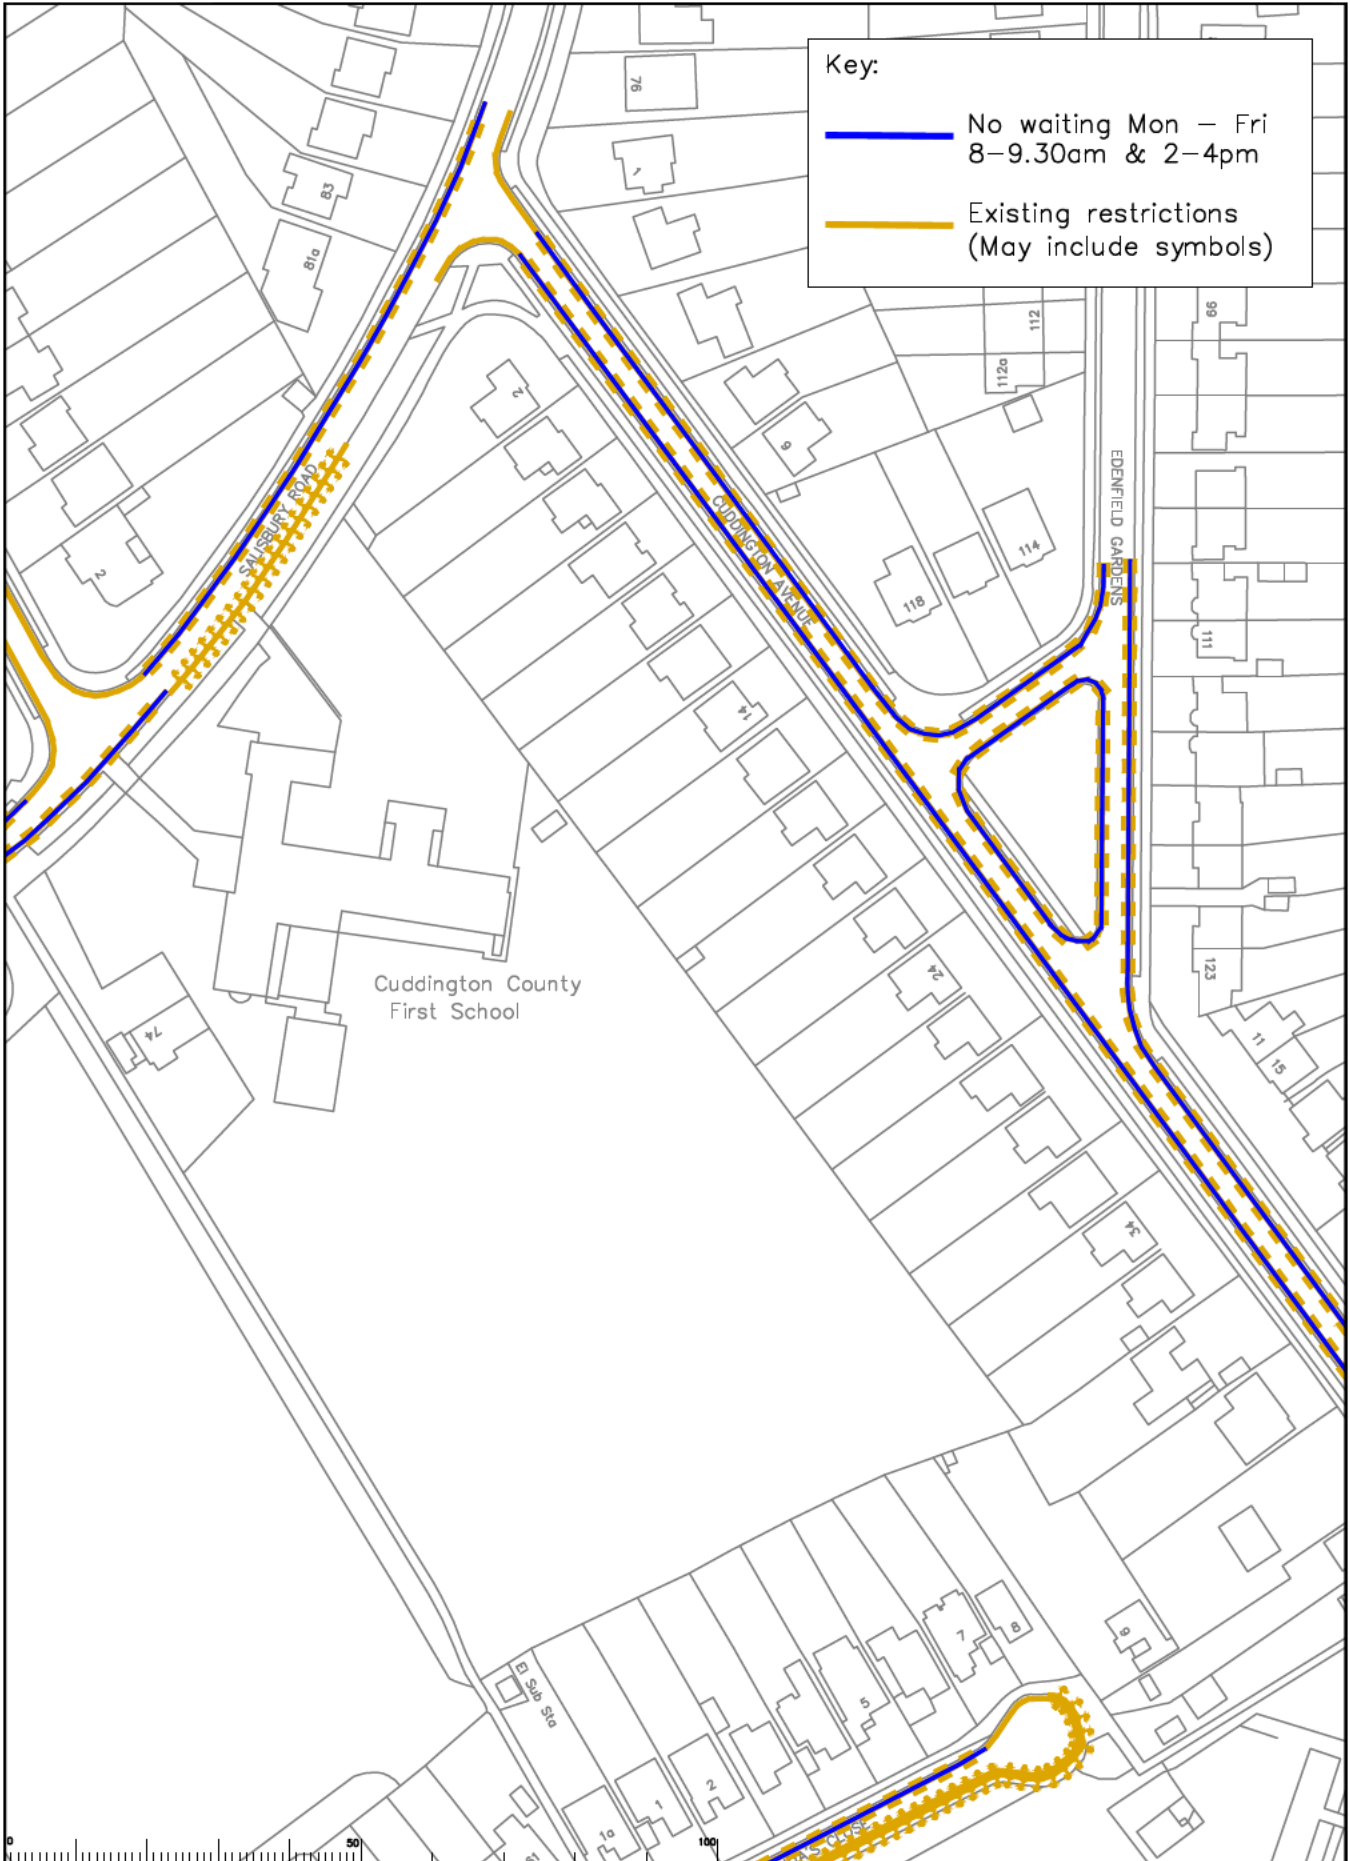 Key:
No waiting Mon – Fri
8–9.30am & 2–4pm
Existing restrictions
(May include symbols)
76
1
83
81a
112
112a
69
2
6
SALISBURY ROAD
CUDDINGTON AVENUE
EDENFIELD GARDENS
2
114
118
111
14
24
123
11
15
Cuddington County
First School
74
34
El Sub Sta
5
7
8
9
1a
1
2
0
50
100